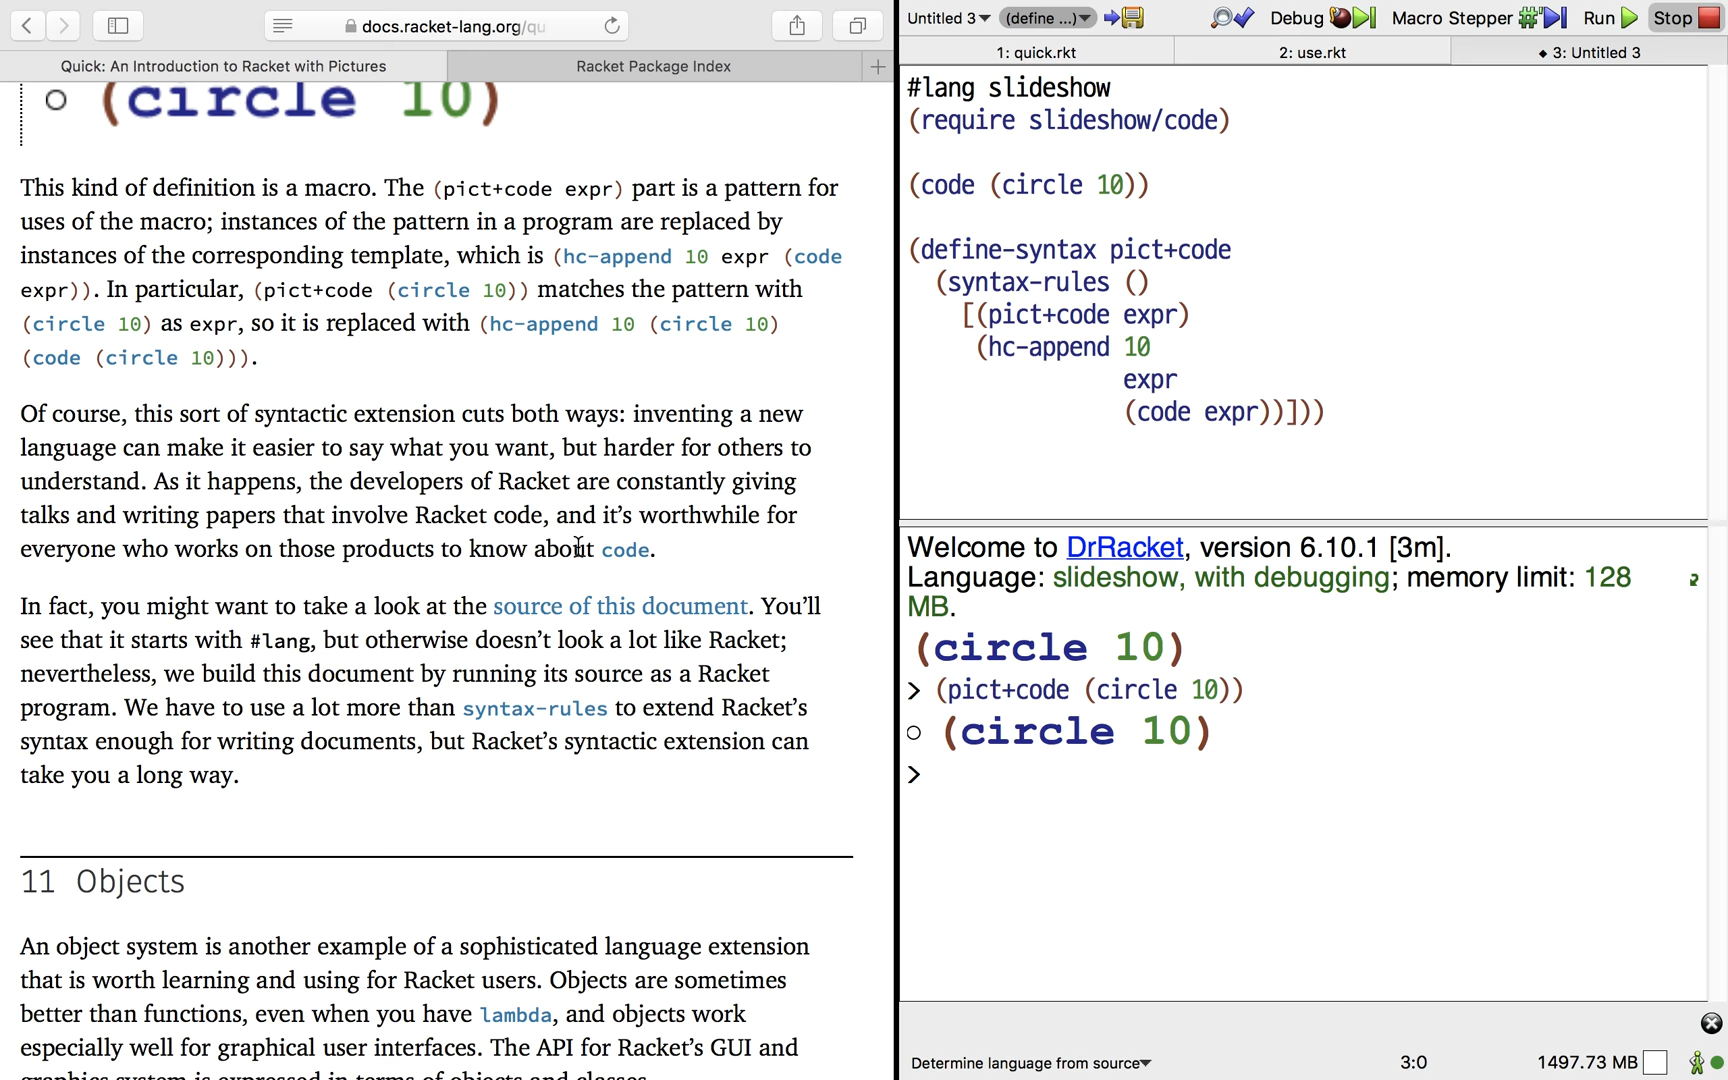 docs.racket-lang.org/qu
Quick: An Introduction to Racket with Pictures
Racket Package Index
(circle 10)
This kind of definition is a macro. The (pict+code expr) part is a pattern for
uses of the macro; instances of the pattern in a program are replaced by
instances of the corresponding template, which is (hc-append 10 expr (code
expr)). In particular, (pict+code (circle 10)) matches the pattern with
(circle 10) as expr, so it is replaced with (hc-append 10 (circle 10)
(code (circle 10))).
Of course, this sort of syntactic extension cuts both ways: inventing a new
language can make it easier to say what you want, but harder for others to
understand. As it happens, the developers of Racket are constantly giving
talks and writing papers that involve Racket code, and it’s worthwhile for
everyone who works on those products to know about code.
In fact, you might want to take a look at the source of this document. You’ll
see that it starts with #lang, but otherwise doesn’t look a lot like Racket;
nevertheless, we build this document by running its source as a Racket
program. We have to use a lot more than syntax-rules to extend Racket’s
syntax enough for writing documents, but Racket’s syntactic extension can
take you a long way.
11 Objects
An object system is another example of a sophisticated language extension
that is worth learning and using for Racket users. Objects are sometimes
better than functions, even when you have lambda, and objects work
especially well for graphical user interfaces. The API for Racket’s GUI and
graphics system is expressed in terms of objects and classes.
Untitled 3 (define ...) Debug Macro Stepper Run Stop
1: quick.rkt 2: use.rkt 3: Untitled 3
#lang slideshow
(require slideshow/code)
(code (circle 10))
(define-syntax pict+code
(syntax-rules ()
[(pict+code expr)
(hc-append 10
expr
(code expr))]))
Welcome to DrRacket, version 6.10.1 [3m].
Language: slideshow, with debugging; memory limit: 128
MB.
(circle 10)
> (pict+code (circle 10))
(circle 10)
>
Determine language from source 3:0 1497.73 MB